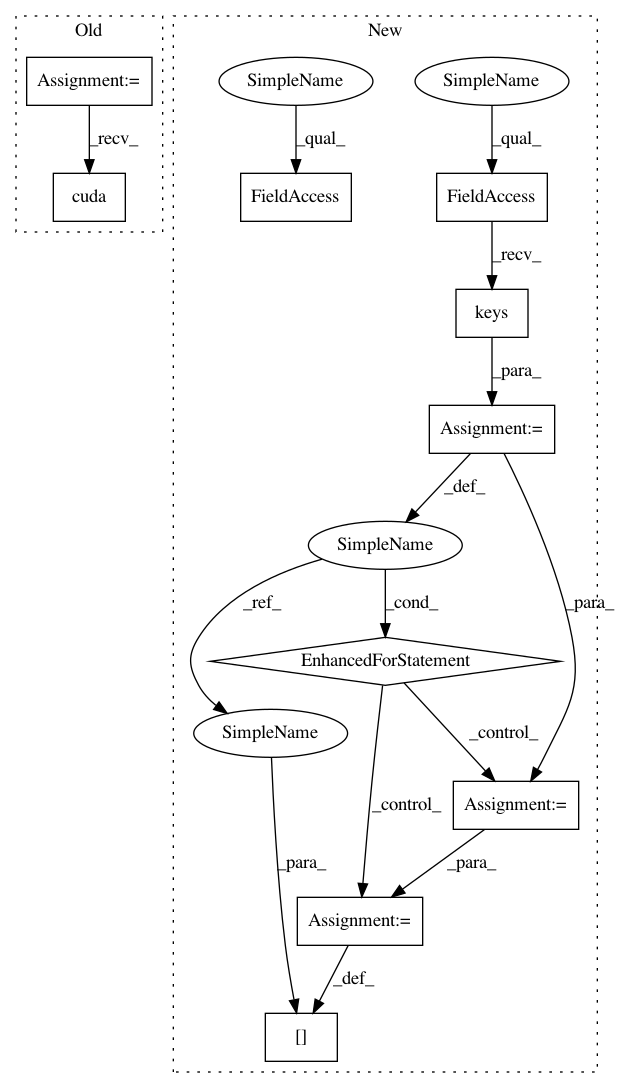 Old
New
Assignment:=
SimpleName
SimpleName
_recv_
_qual_
_qual_
cuda
FieldAccess
FieldAccess
_recv_
keys
_para_
Assignment:=
_def_
SimpleName
_ref_
_cond_
_para_
EnhancedForStatement
SimpleName
_control_
_control_
Assignment:=
_para_
_para_
Assignment:=
_def_
[]